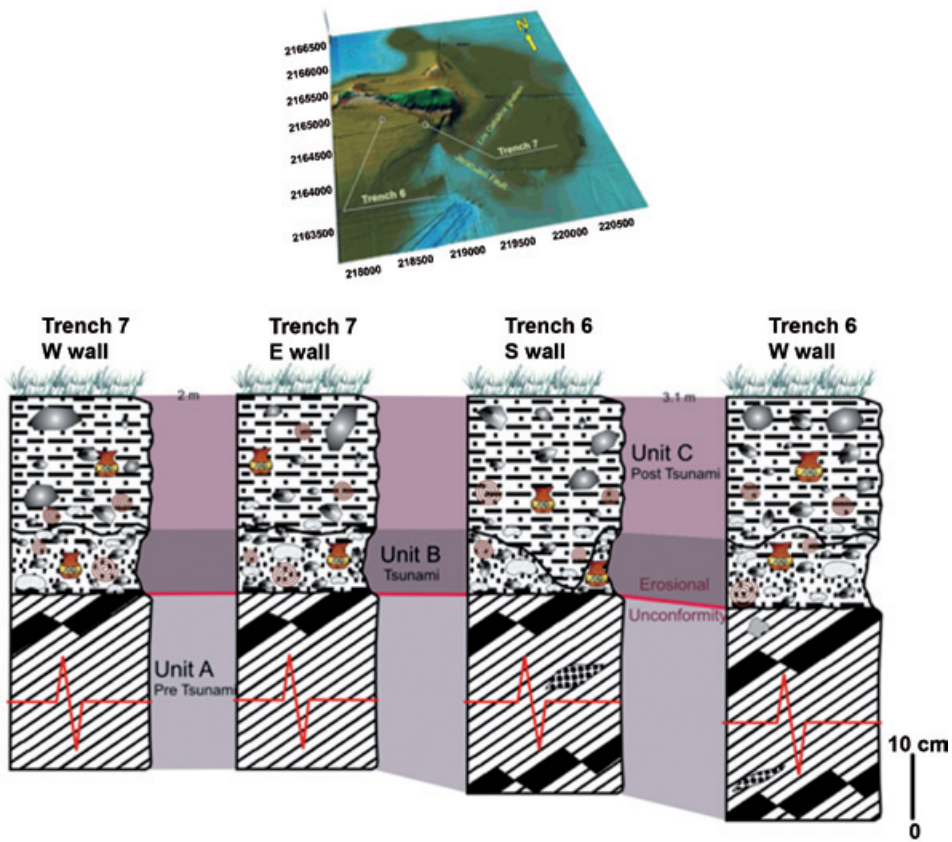 N
2166500
2166000
2165500
2165000
2164500
2164000
2163500
Trench 7
Trench 6
218000
218500
219000
219500
220000
220500
Trench 7
W wall
Trench 7
E wall
Trench 6
S wall
Trench 6
W wall
2 m
3.1 m
Unit C
Post Tsunami
Unit B
Tsunami
Erosional
Unconformity
Unit A
Pre Tsunami
10 cm
0